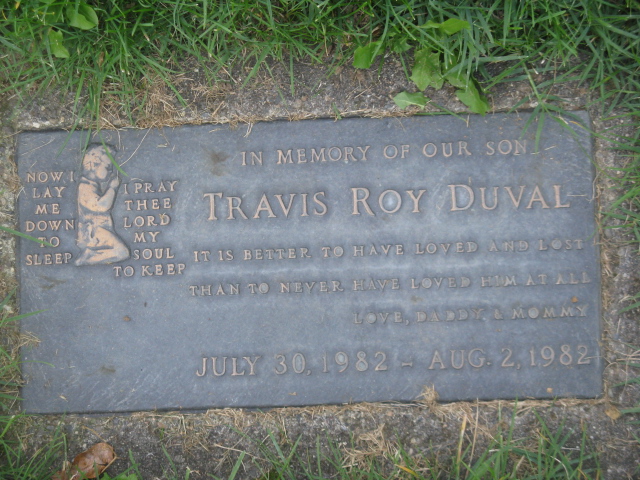 NOW I
LAY
ME
DOWN
TO
SLEEP
I PRAY
THEE
LORD
MY
SOUL
TO KEEP
IN MEMORY OF OUR SON
TRAVIS ROY DUVAL
IT IS BETTER TO HAVE LOVED AND LOST
THAN TO NEVER HAVE LOVED HIM AT ALL
LOVE, DADDY & MOMMY
JULY 30, 1982 - AUG. 2, 1982